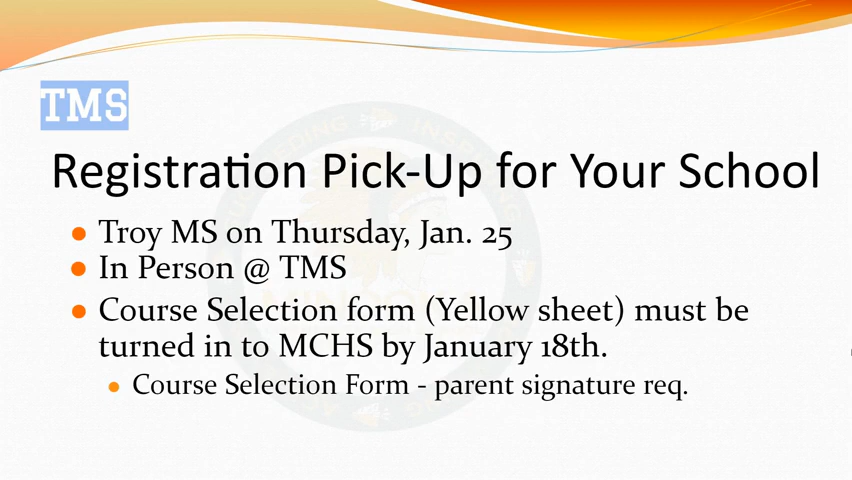 TMS
Registration Pick-Up for Your School
Troy MS on Thursday, Jan. 25
In Person @ TMS
Course Selection form (Yellow sheet) must be
turned in to MCHS by January 18th.
Course Selection Form - parent signature req.